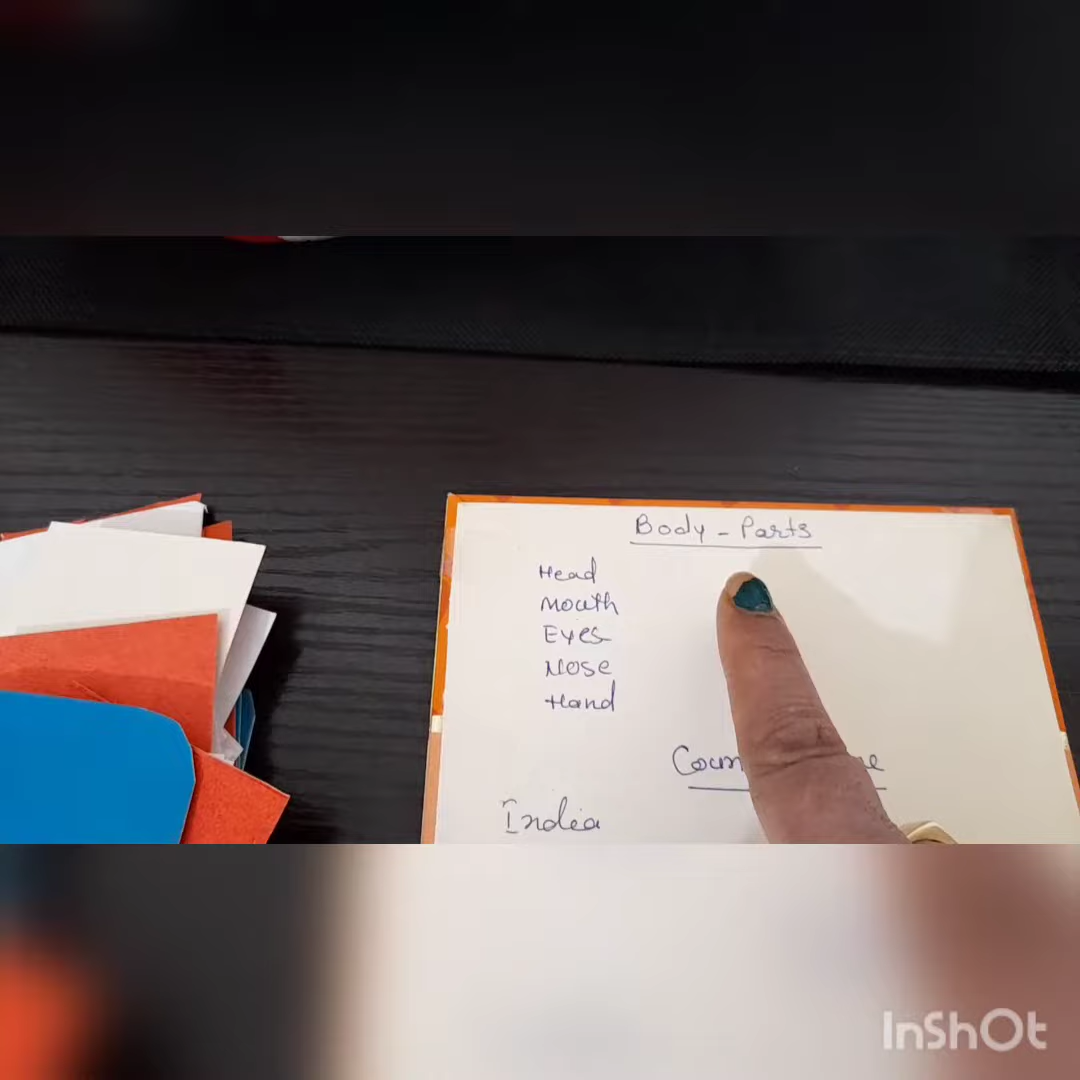 Body - Parts
Head
Mouth
Eyes
Nose
Hand
India
InShOt